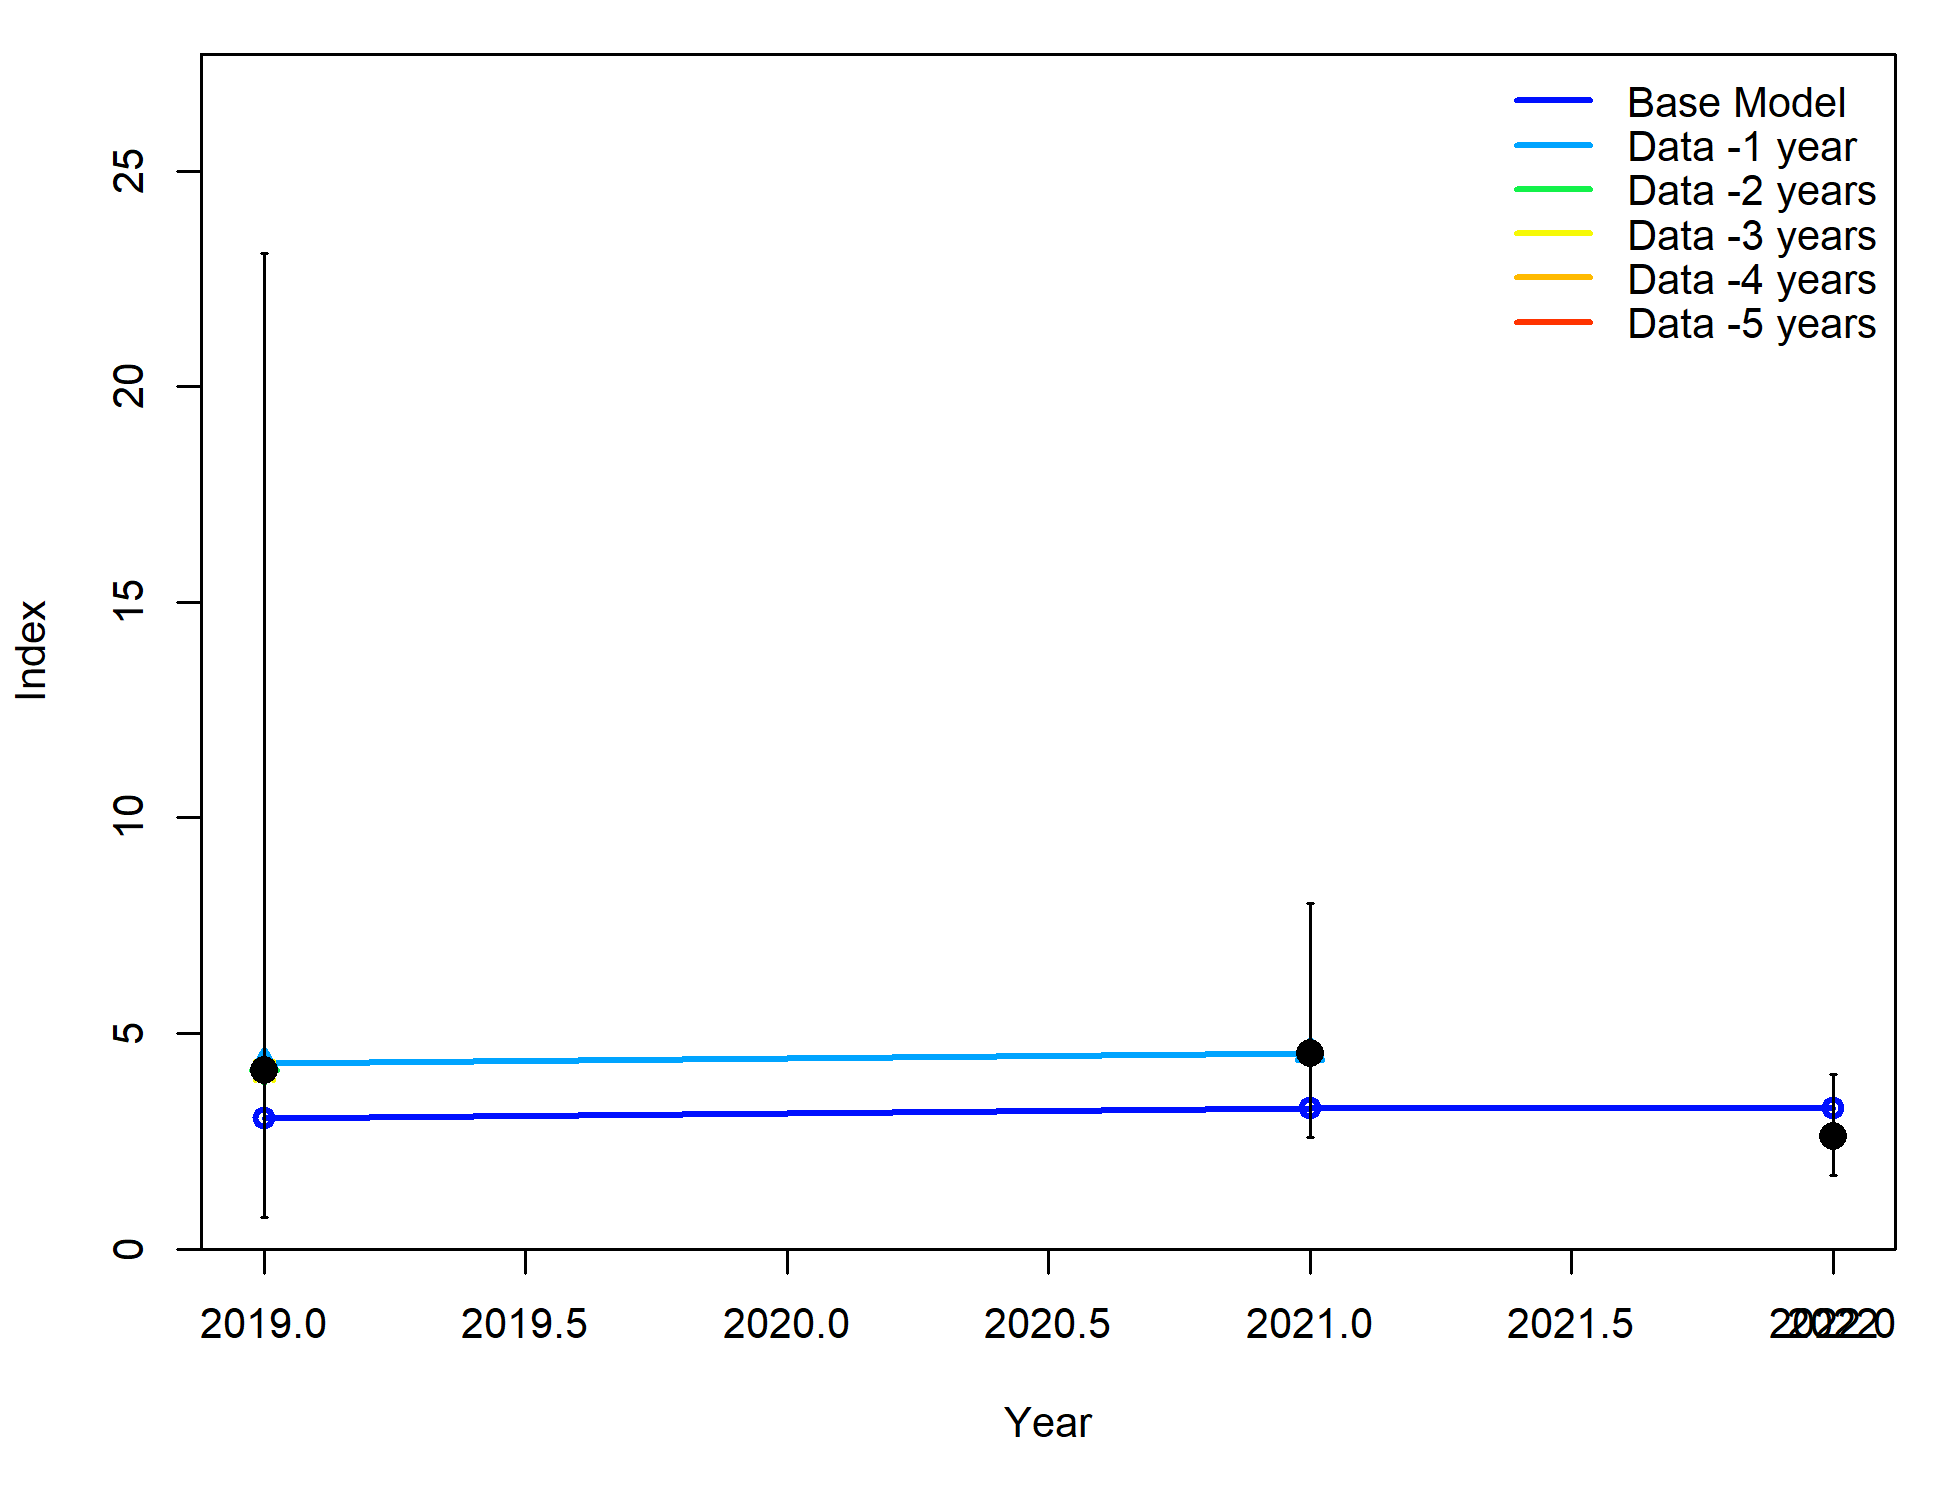 Base Model
Data -1 year
Data -2 years
Data -3 years
Data -4 years
Data -5 years
25
20
15
10
5
0
Index
2019.0 2019.5 2020.0 2020.5 2021.0 2021.5
Year